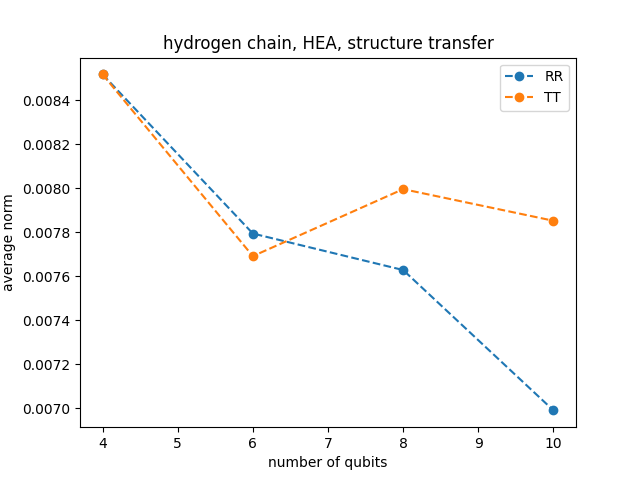 hydrogen chain, HEA, structure transfer
RR
TT
average norm
0.0084
0.0082
0.0080
0.0078
0.0076
0.0074
0.0072
0.0070
4 5 6 7 8 9 10
number of qubits